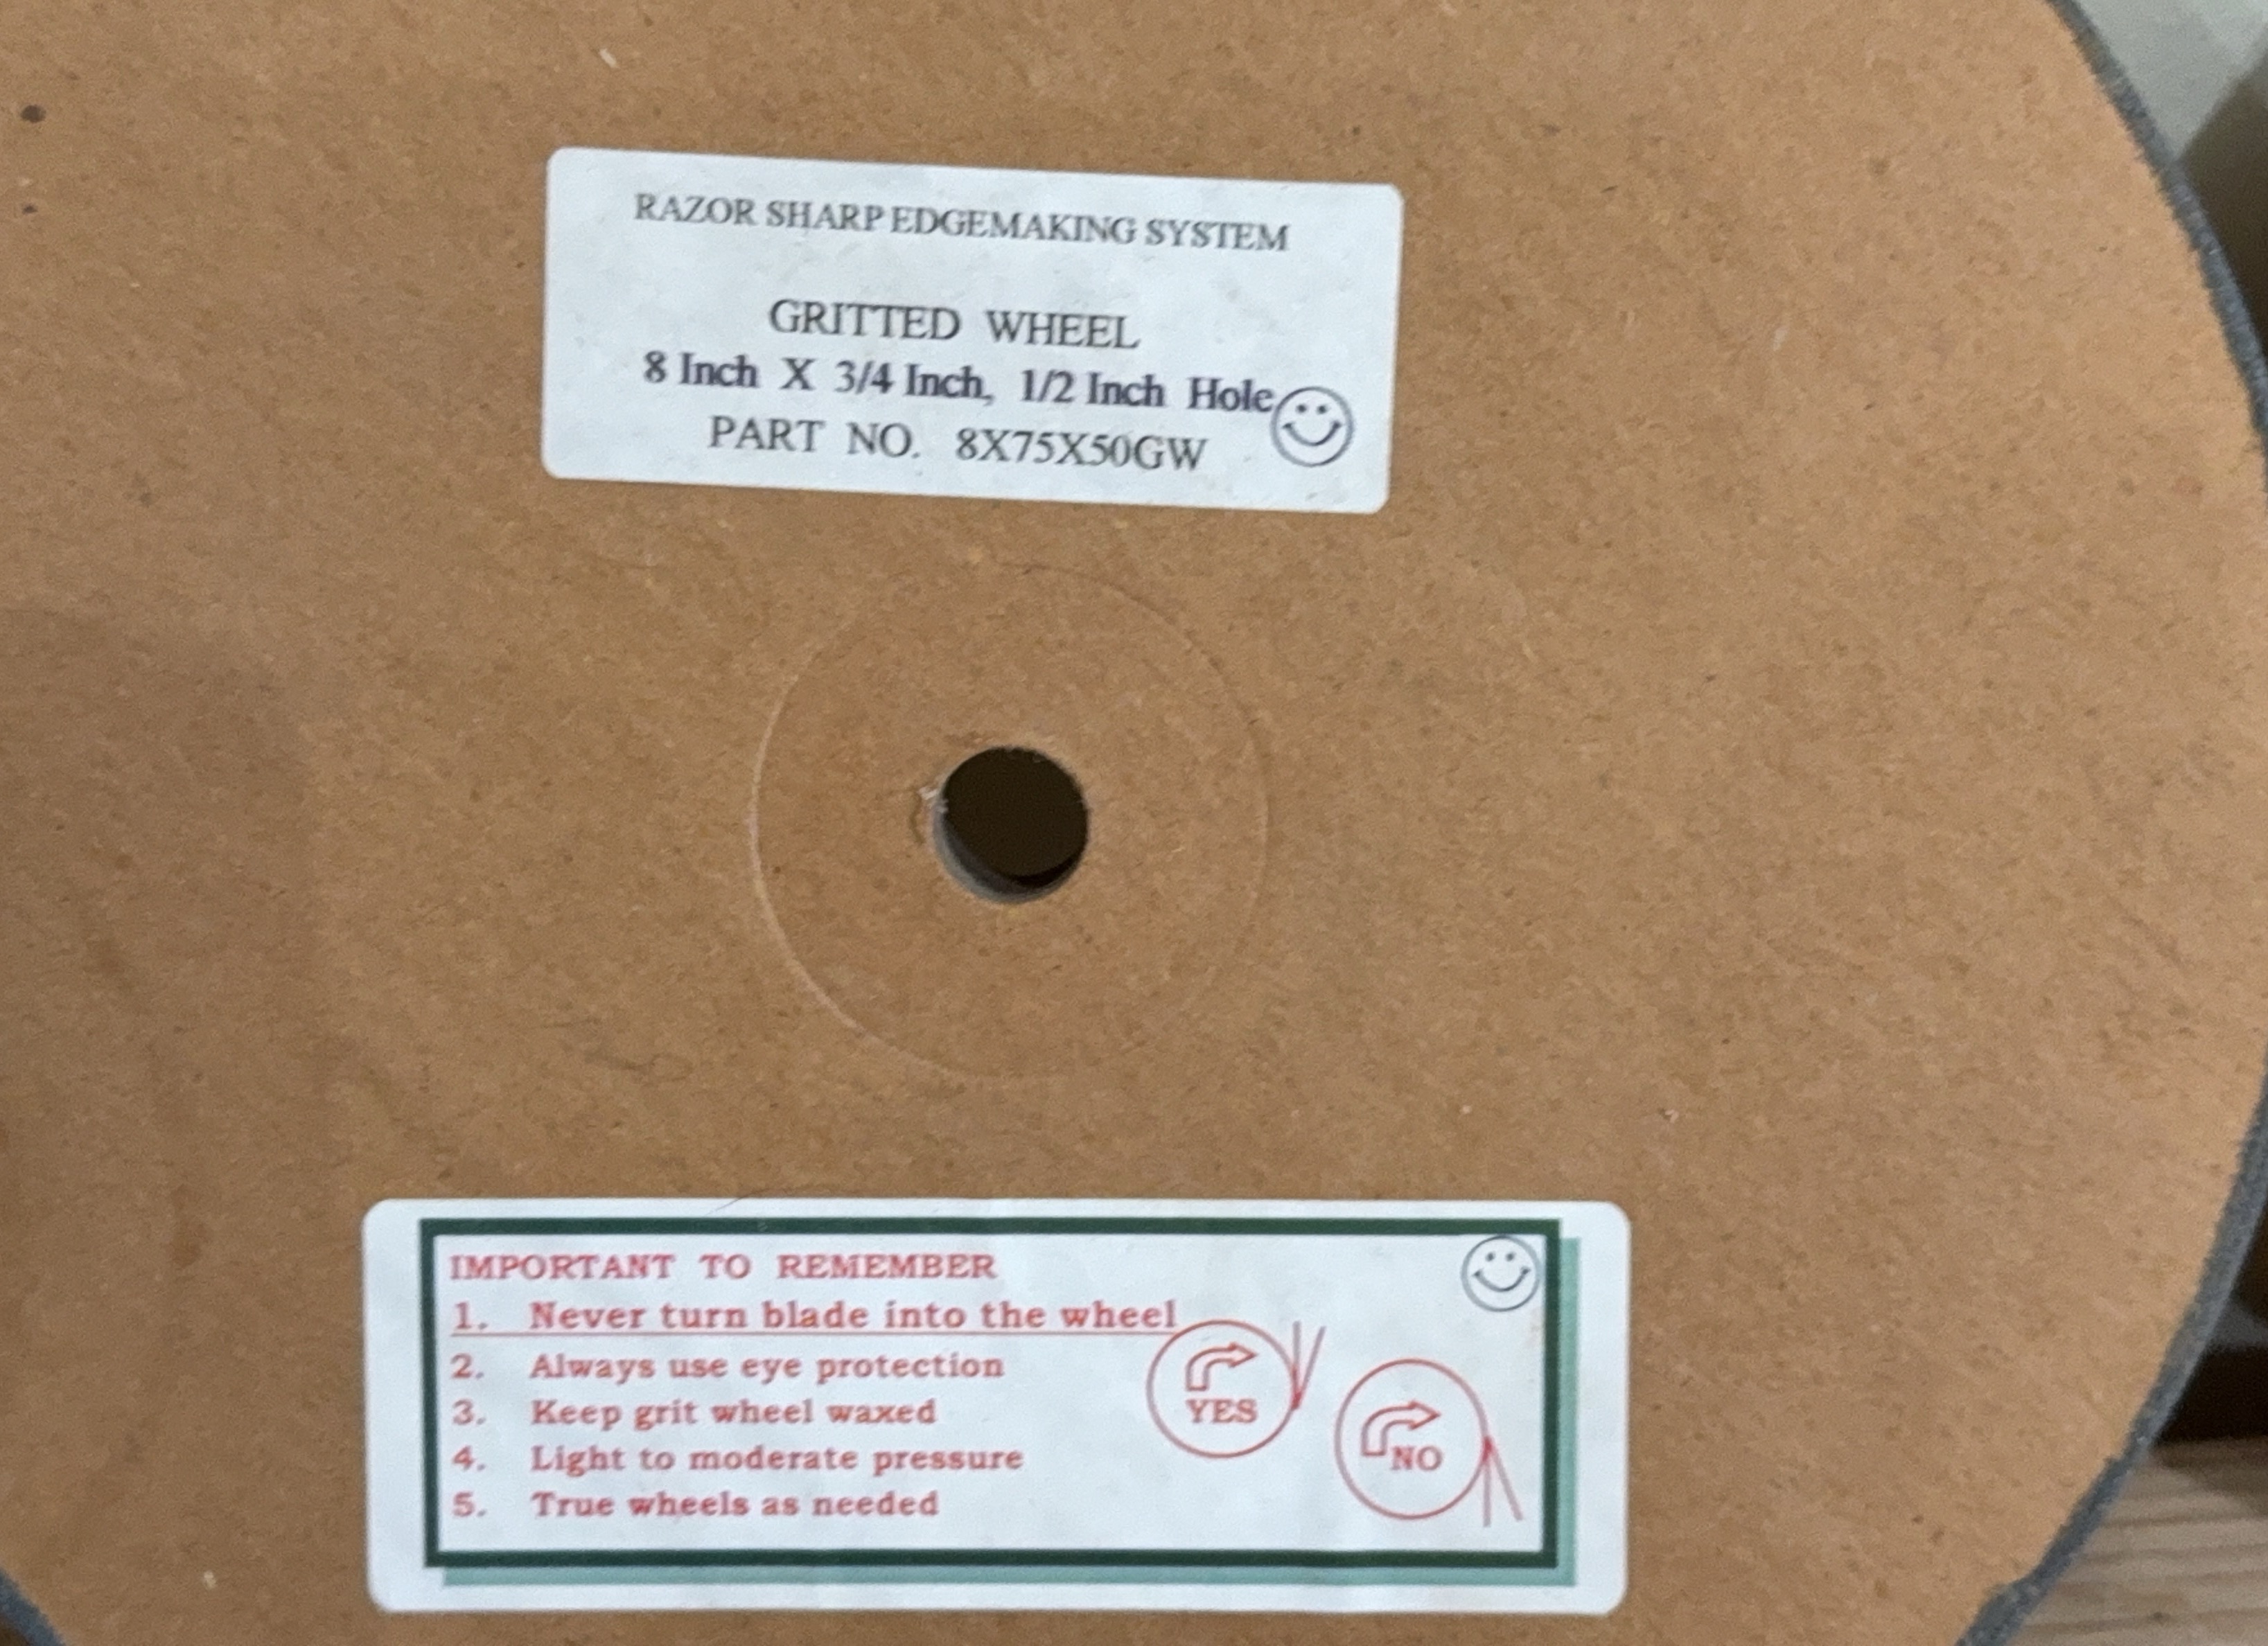 RAZOR SHARP EDGEMAKING SYSTEM
GRITTED WHEEL
8 Inch X 3/4 Inch, 1/2 Inch Hole
PART NO. 8X75X50GW
IMPORTANT TO REMEMBER
1. Never turn blade into the wheel
2. Always use eye protection
3. Keep grit wheel waxed
4. Light to moderate pressure
5. True wheels as needed
YES
NO